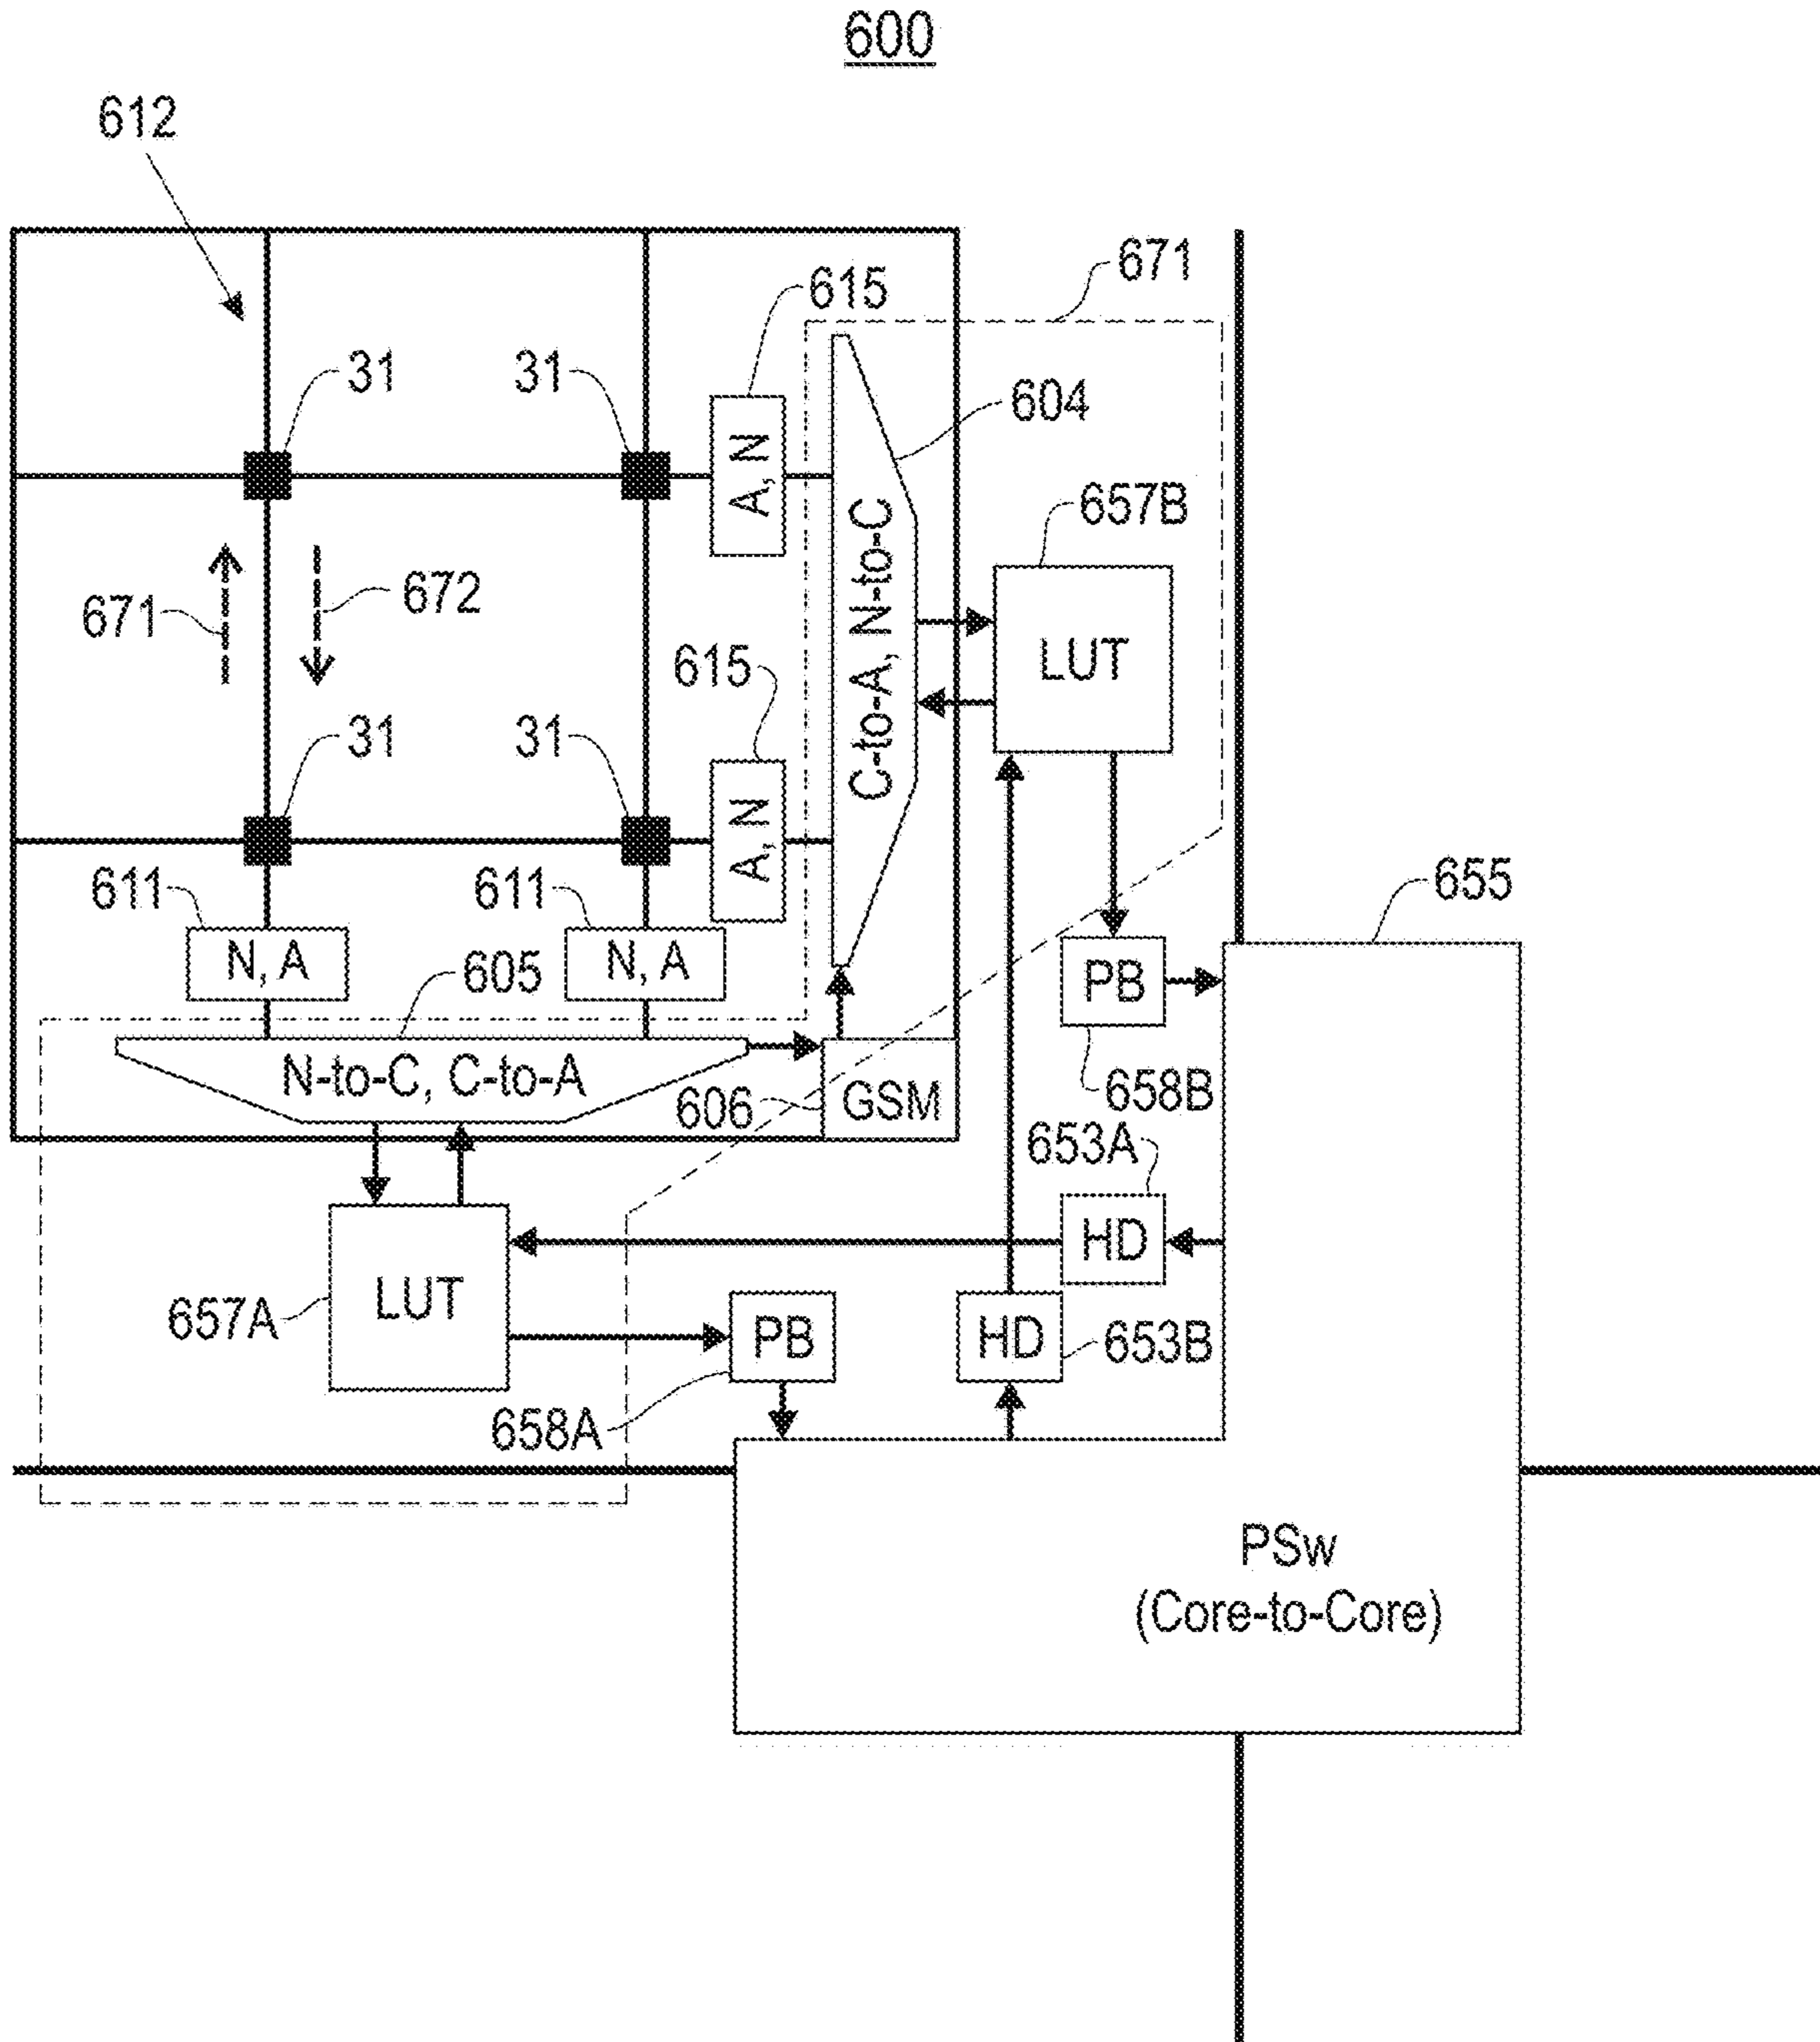 600
612
671
615
31
31
604
A, N
657B
671
672
C-to-A, N-to-C
LUT
615
31
31
A, N
655
611
611
N, A
605
N, A
PB
N-to-C, C-to-A
606
GSM
658B
653A
HD
657A
LUT
PB
HD
653B
658A
PSw
(Core-to-Core)